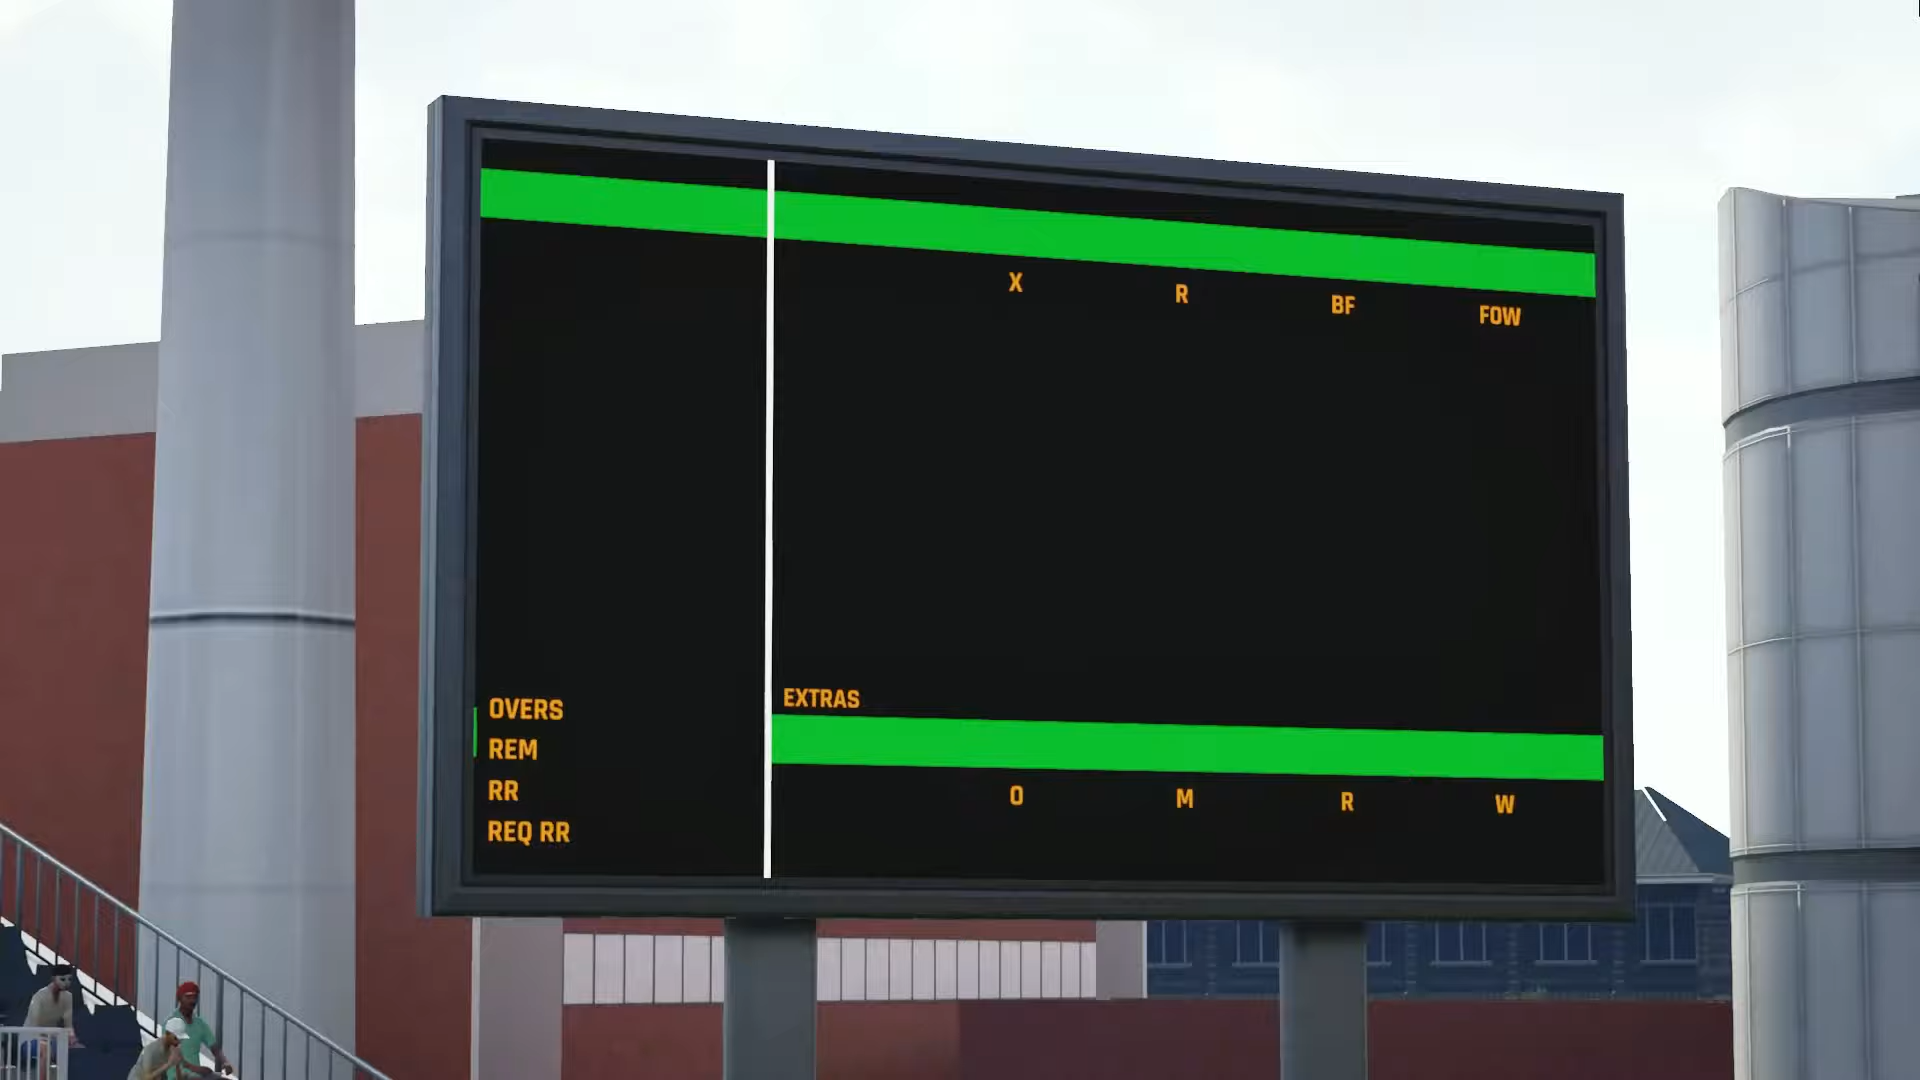 X R BF FOW
EXTRAS
OVERS
REM
RR
REQ RR
O M R W